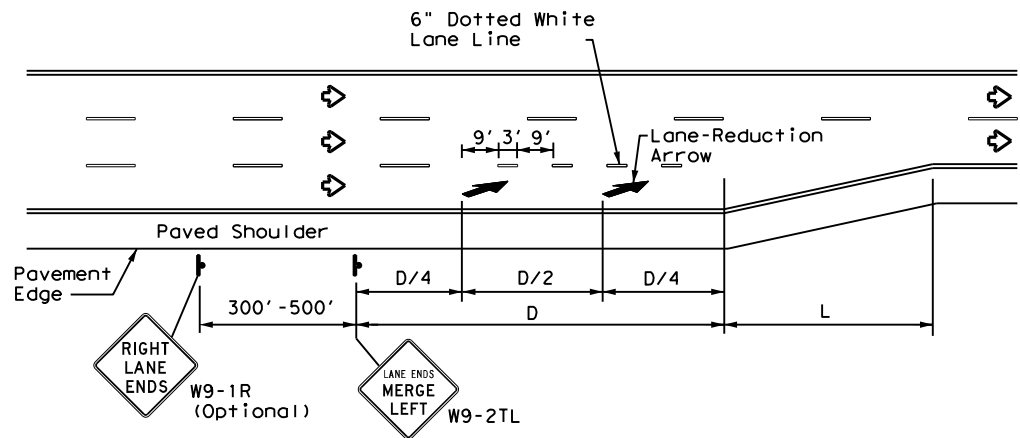 6" Dotted White
Lane Line
9' 3' 9'
Lane-Reduction
Arrow
Paved Shoulder
Pavement
Edge
D/4 D/2 D/4
300'-500' D L
RIGHT
LANE
ENDS
W9-1R
(Optional)
LANE ENDS
MERGE
LEFT
W9-2TL